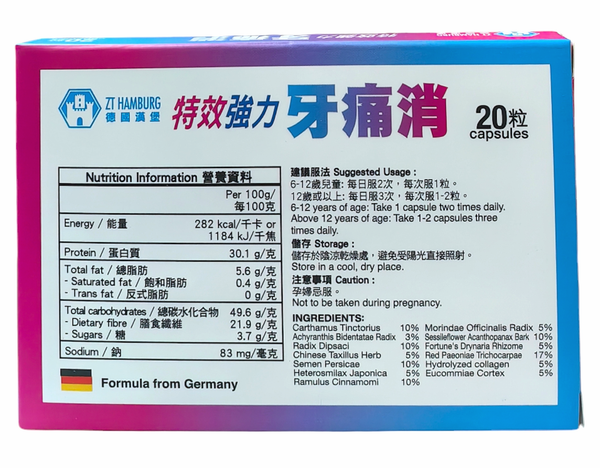 ZT HAMBURG
德國漢堡
特效強力 牙痛消
20粒
capsules
Nutrition Information 營養資料
Per 100g/
每100克
Energy / 能量 282 kcal/千卡 or
1184 kJ/千焦
Protein / 蛋白質 30.1 g/克
Total fat / 總脂肪 5.6 g/克
- Saturated fat / 飽和脂肪 0.4 g/克
- Trans fat / 反式脂肪 0 g/克
Total carbohydrates / 總碳水化合物 49.6 g/克
- Dietary fibre / 膳食纖維 21.9 g/克
- Sugars / 糖 3.7 g/克
Sodium / 鈉 83 mg/毫克
Formula from Germany
建議服法 Suggested Usage :
6-12歲兒童: 每日服2次，每次服1粒。
12歲或以上: 每日服3次，每次服1-2粒。
6-12 years of age: Take 1 capsule two times daily.
Above 12 years of age: Take 1-2 capsules three
times daily.
儲存 Storage :
儲存於陰涼乾燥處，避免受陽光直接照射。
Store in a cool, dry place.
注意事項 Caution :
孕婦忌服。
Not to be taken during pregnancy.
INGREDIENTS:
Carthamus Tinctorius 10%
Achyranthis Bidentatae Radix 3%
Radix Dipsaci 10%
Chinese Taxillus Herb 5%
Semen Persicae 10%
Heterosmilax Japonica 5%
Ramulus Cinnamomi 10%
Morindae Officinalis Radix 5%
Sessileflower Acanthopanax Bark 10%
Fortune's Drynaria Rhizome 5%
Red Paeoniae Trichocarpae 17%
Hydrolyzed collagen 5%
Eucommiae Cortex 5%